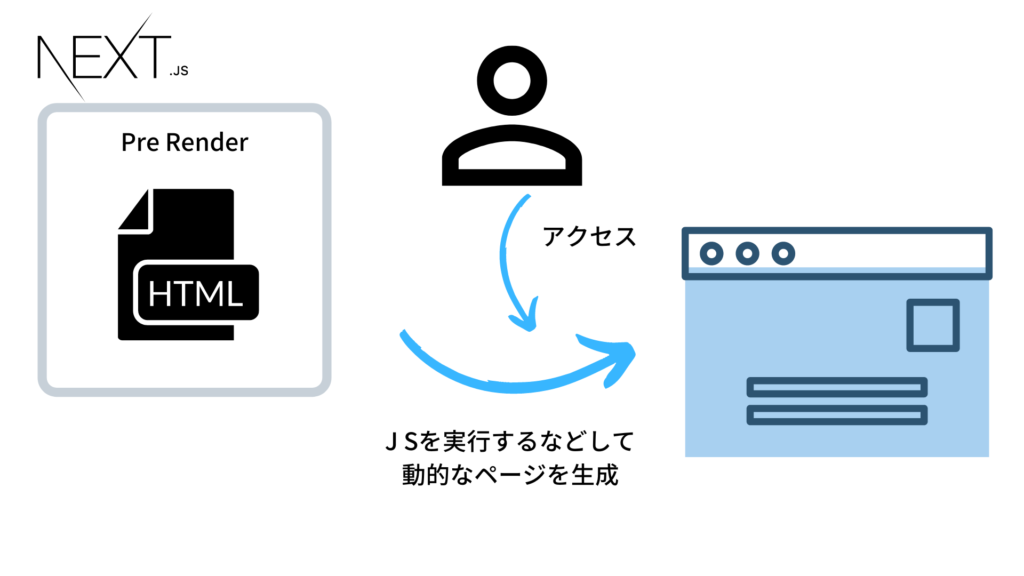 NEXT.JS
Pre Render
HTML
アクセス
J Sを実行するなどして
動的なページを生成